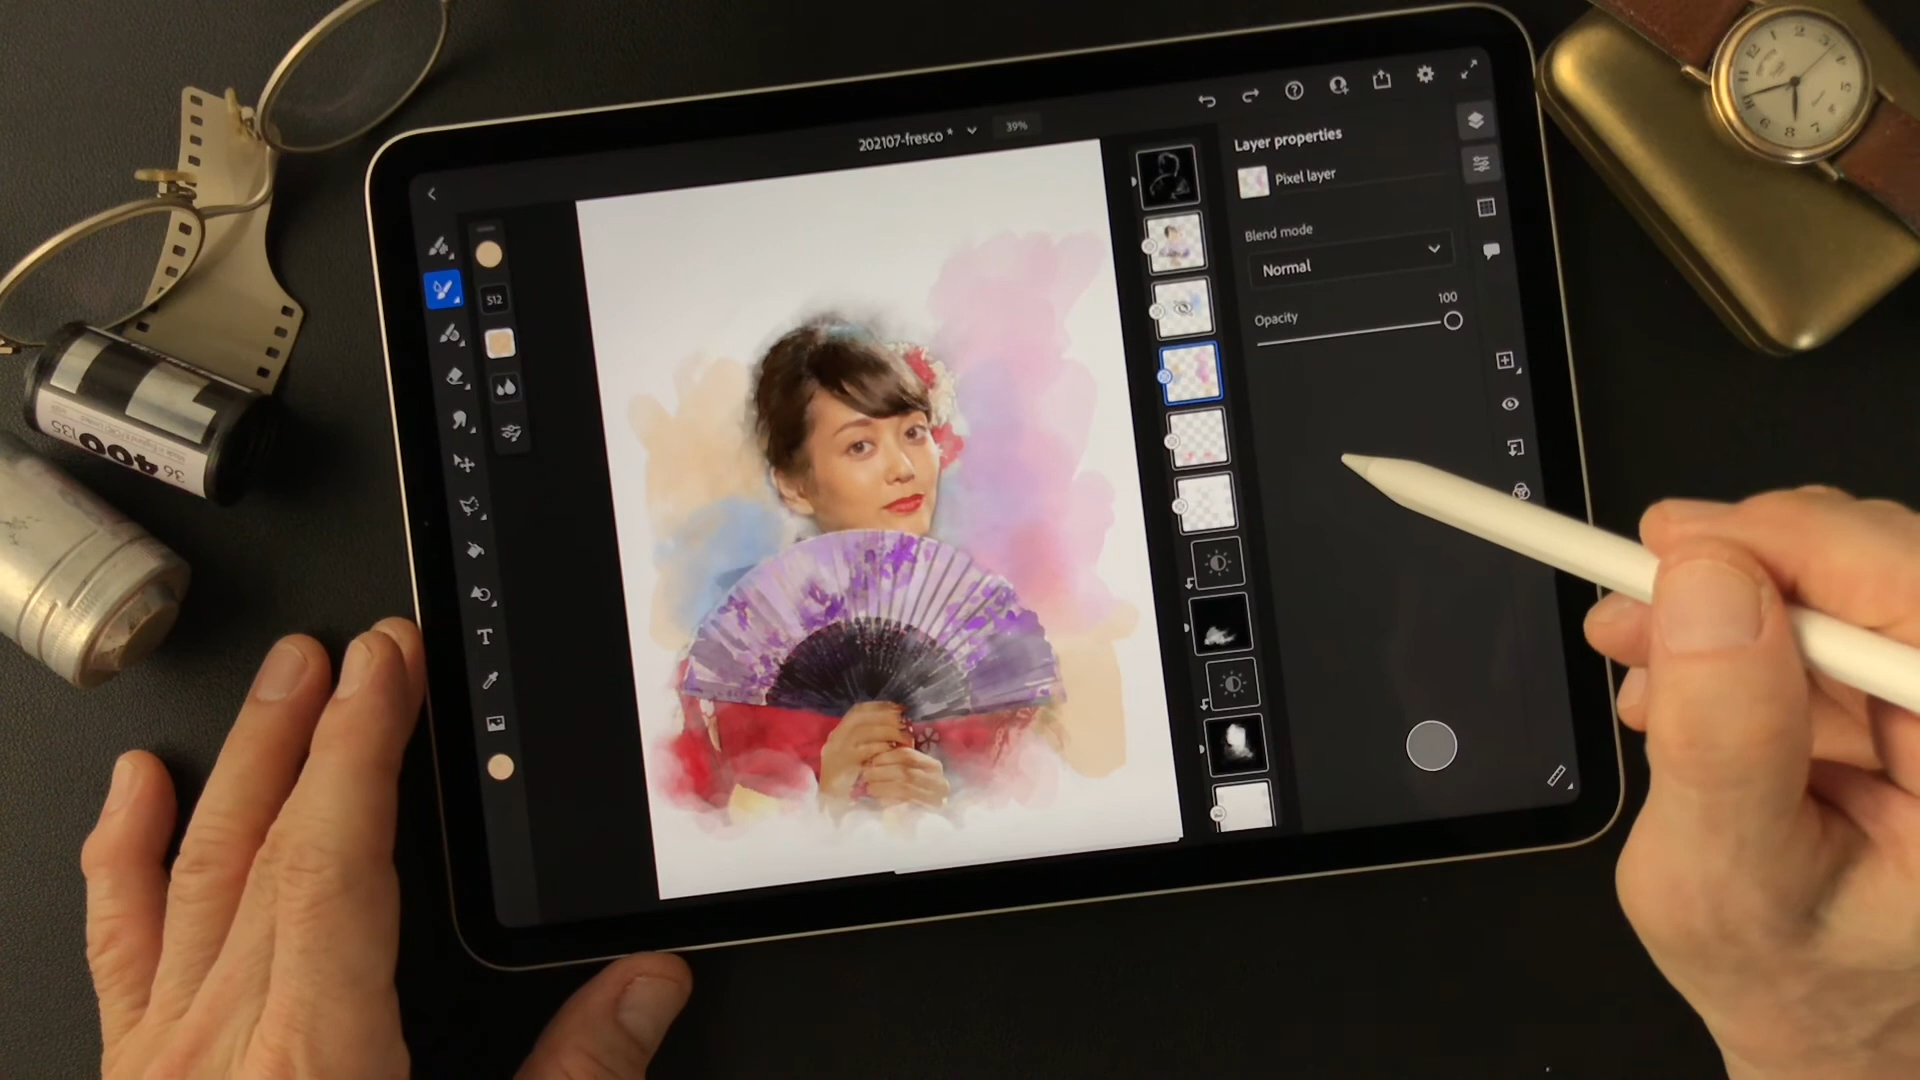 202107-fresco *
39%
Layer properties
Pixel layer
Blend mode
Normal
100
Opacity
512
T
400
135
36